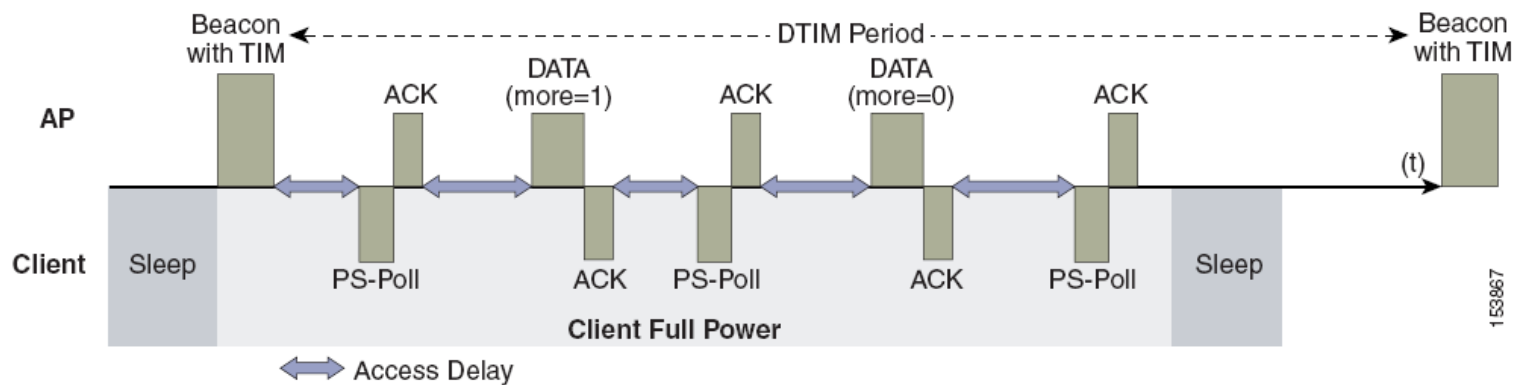 Beacon
with TIM
DTIM Period
Beacon
with TIM
ACK
DATA
(more=1)
ACK
DATA
(more=0)
ACK
AP
(t)
Client
Sleep
PS-Poll
ACK
PS-Poll
ACK
PS-Poll
Sleep
Client Full Power
Access Delay
153867